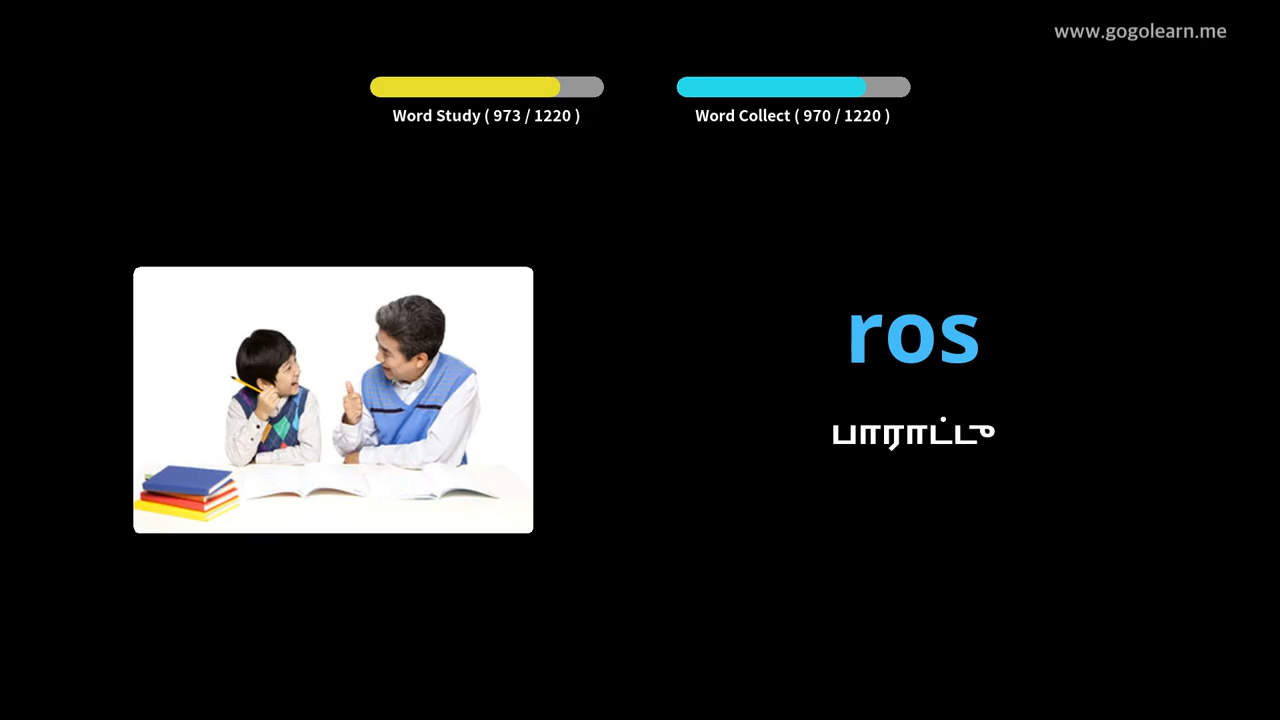 www.gogolearn.me
Word Study ( 973 / 1220 )
Word Collect ( 970 / 1220 )
ros
பாராட்டு